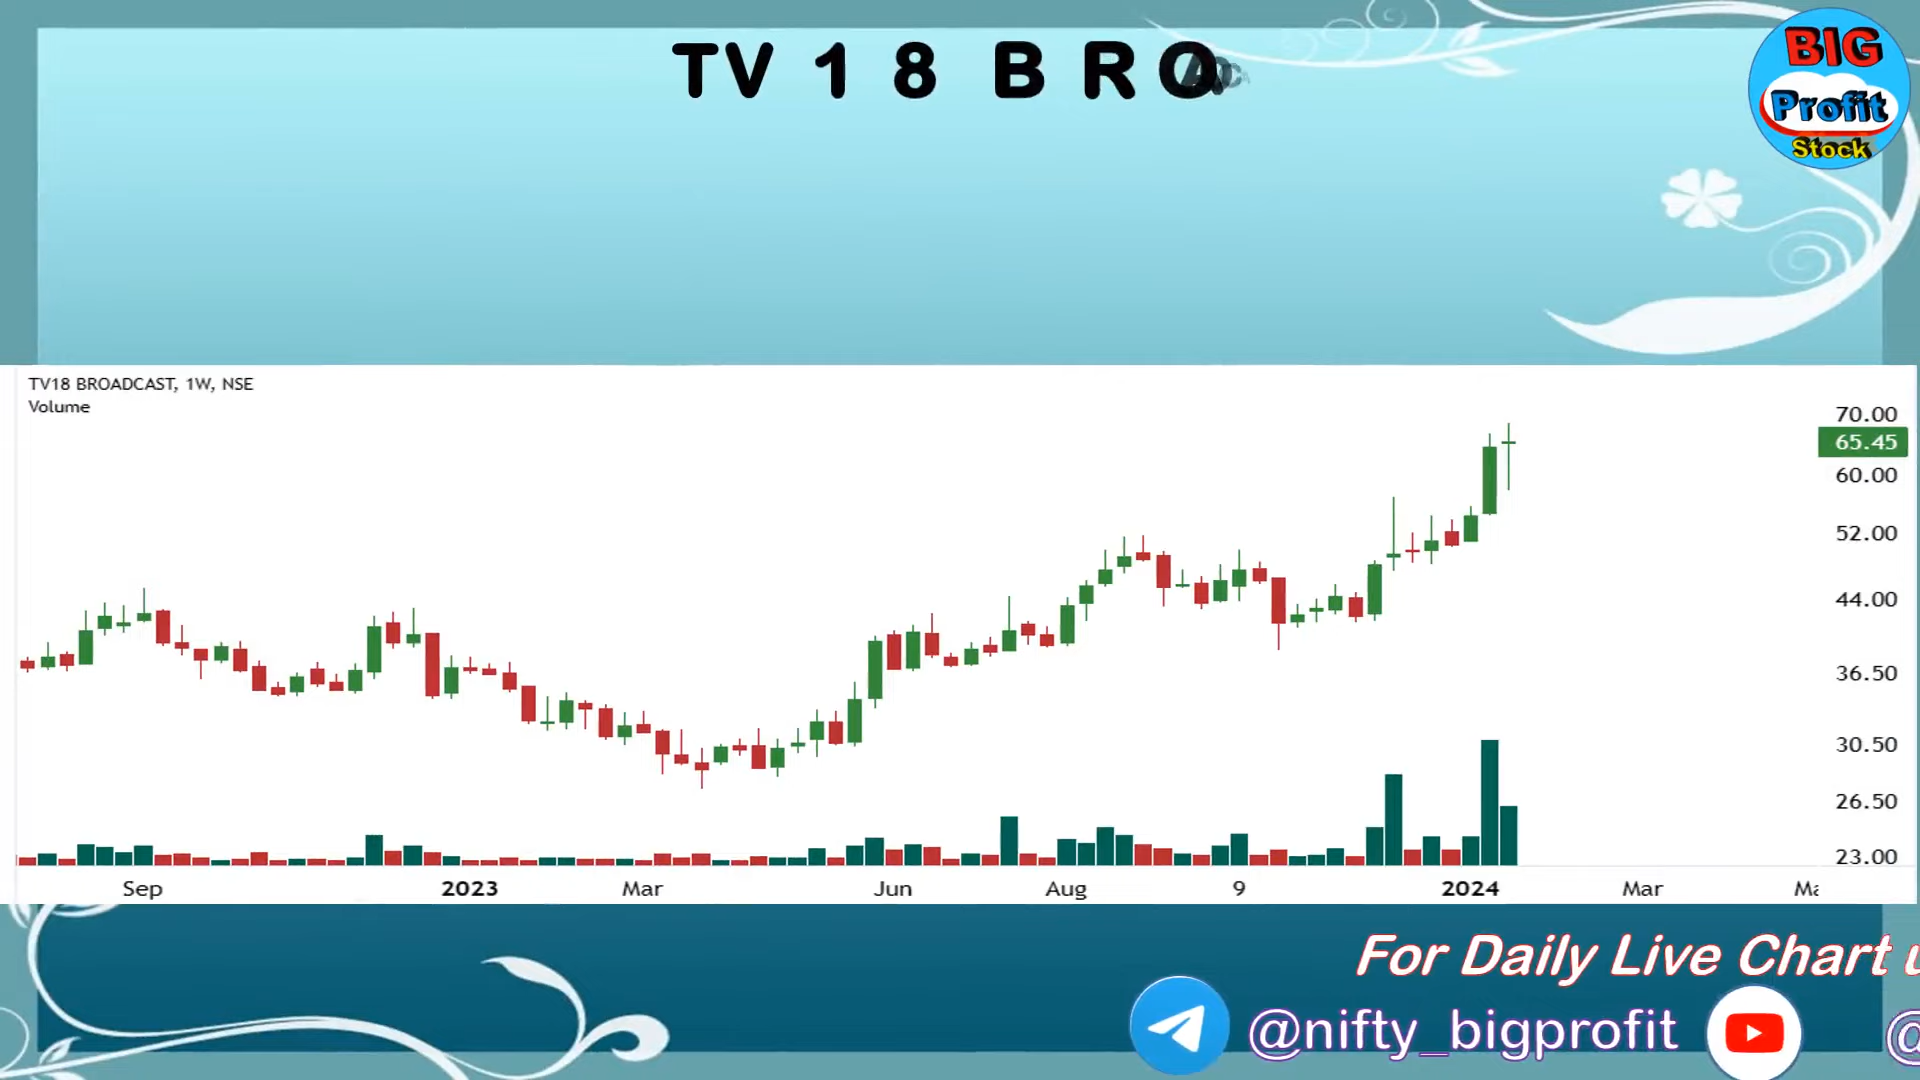 TV 18 BRO
BIG
Profit
Stock
TV18 BROADCAST, 1W, NSE
Volume
70.00
65.45
60.00
52.00
44.00
36.50
30.50
26.50
23.00
Sep 2023 Mar Jun Aug 9 2024 Mar
For Daily Live Chart
@nifty_bigprofit @